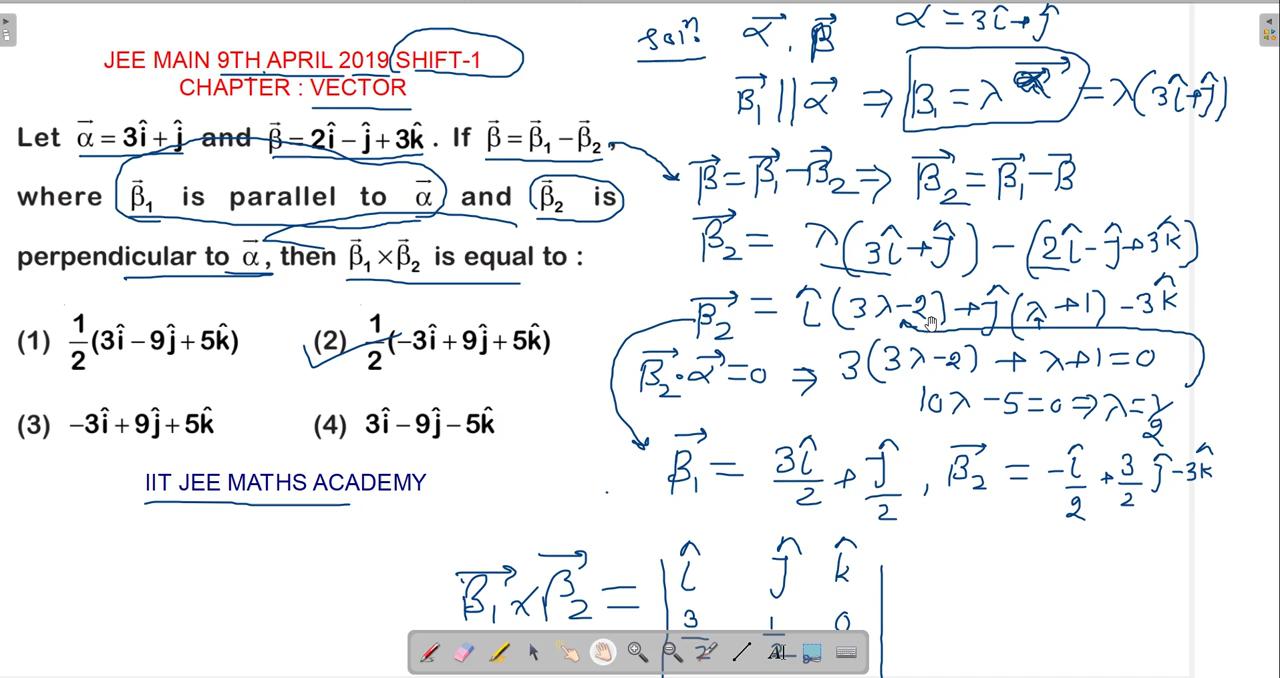 JEE MAIN 9TH APRIL 2019 SHIFT-1
CHAPTER : VECTOR
Let α⃗ = 3î + ĵ and β⃗ = 2î − ĵ + 3k̂ . If β⃗ = β⃗₁ − β⃗₂,
where β⃗₁ is parallel to α⃗ and β⃗₂ is
perpendicular to α⃗, then β⃗₁ × β⃗₂ is equal to :
(1) 1/2 (3î − 9ĵ + 5k̂) (2) 1/2 (−3î + 9ĵ + 5k̂)
(3) −3î + 9ĵ + 5k̂ (4) 3î − 9ĵ − 5k̂
IIT JEE MATHS ACADEMY
Solⁿ. α⃗ . β⃗ α = 3î + ĵ
β⃗₁ || α⃗ ⇒ β₁ = λ α⃗ = λ(3î + ĵ)
β⃗ = β⃗₁ − β⃗₂ ⇒ β⃗₂ = β⃗₁ − β⃗
β⃗₂ = λ(3î + ĵ) − (2î − ĵ + 3k̂)
β⃗₂ = î(3λ − 2) + ĵ(λ + 1) − 3k̂
β⃗₂ . α⃗ = 0 ⇒ 3(3λ − 2) + λ + 1 = 0
10λ − 5 = 0 ⇒ λ = 1/2
β⃗₁ = 3î/2 + ĵ/2 , β⃗₂ = −î/2 + 3/2 ĵ − 3k̂
β⃗₁ × β⃗₂ = | î ĵ k̂
3/2 1/2 0 |
AI